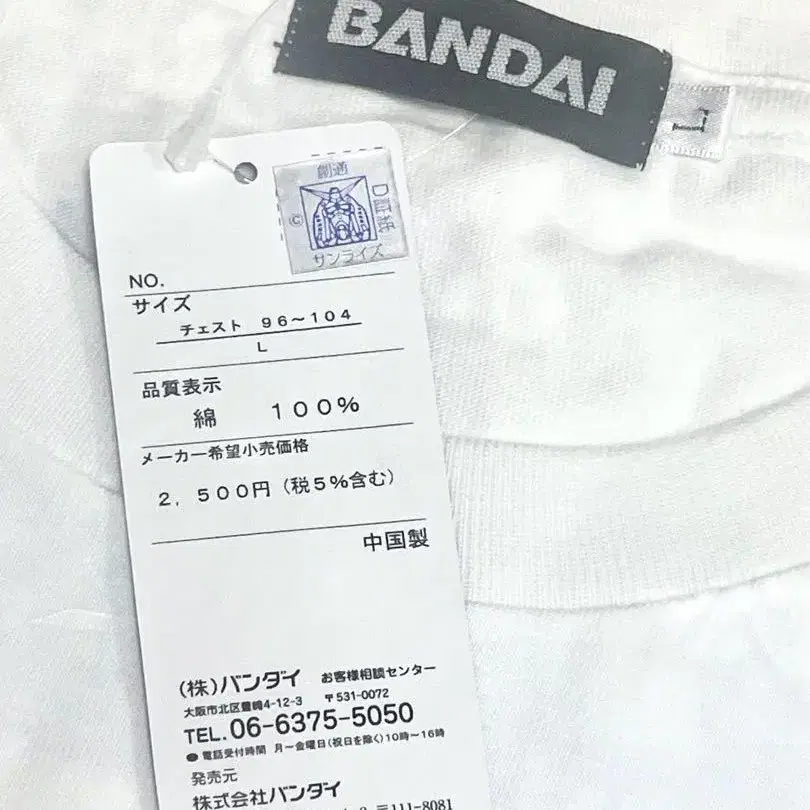 BANDAI
L
創通
©
D証紙
サンライズ
NO.
サイズ
チェスト 96~104
L
品質表示
綿 100%
メーカー希望小売価格
2,500円(税5%含む)
中国製
(株)バンダイ お客様相談センター
大阪市北区豊崎4-12-3 〒531-0072
TEL.06-6375-5050
●電話受付時間 月~金曜日(祝日を除く)10時~16時
発売元
株式会社バンダイ
〒111-8081